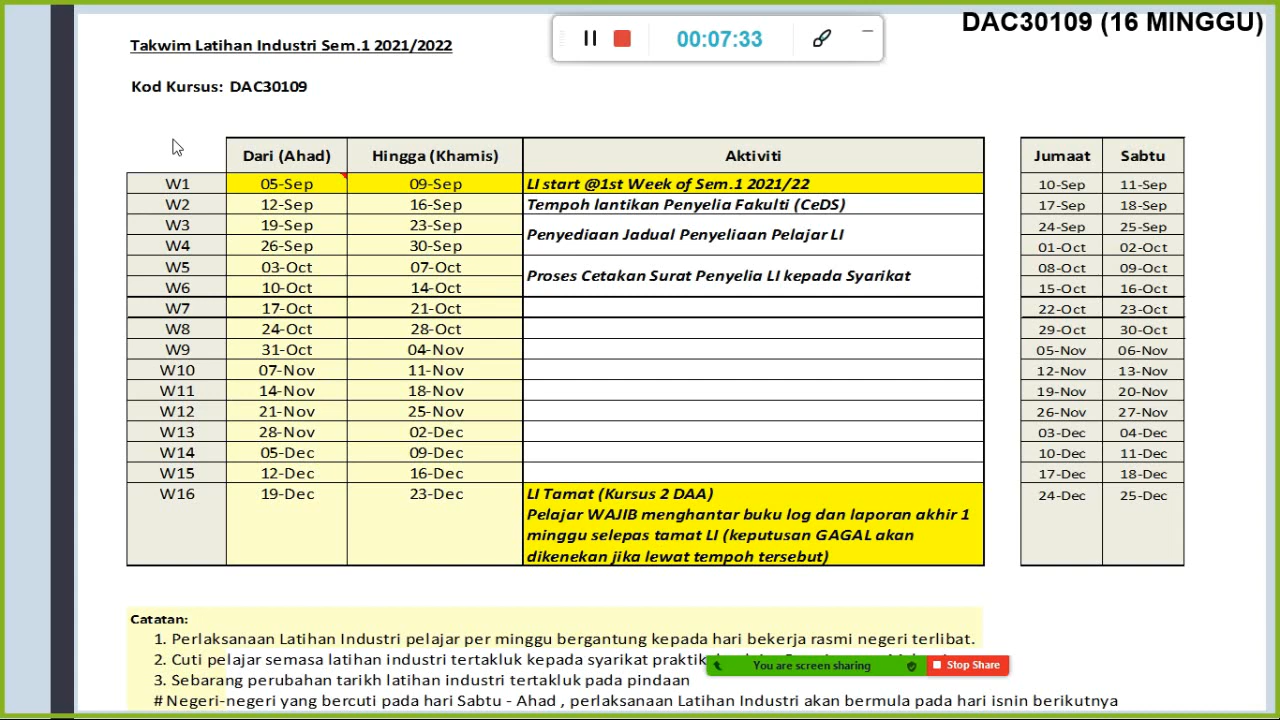 DAC30109 (16 MINGGU)
Takwim Latihan Industri Sem.1 2021/2022
00:07:33
Kod Kursus: DAC30109
Dari (Ahad) Hingga (Khamis) Aktiviti Jumaat Sabtu
W1 05-Sep 09-Sep LI start @1st Week of Sem.1 2021/22 10-Sep 11-Sep
W2 12-Sep 16-Sep Tempoh lantikan Penyelia Fakulti (CeDS) 17-Sep 18-Sep
W3 19-Sep 23-Sep Penyediaan Jadual Penyeliaan Pelajar LI 24-Sep 25-Sep
W4 26-Sep 30-Sep 01-Oct 02-Oct
W5 03-Oct 07-Oct Proses Cetakan Surat Penyelia LI kepada Syarikat 08-Oct 09-Oct
W6 10-Oct 14-Oct 15-Oct 16-Oct
W7 17-Oct 21-Oct 22-Oct 23-Oct
W8 24-Oct 28-Oct 29-Oct 30-Oct
W9 31-Oct 04-Nov 05-Nov 06-Nov
W10 07-Nov 11-Nov 12-Nov 13-Nov
W11 14-Nov 18-Nov 19-Nov 20-Nov
W12 21-Nov 25-Nov 26-Nov 27-Nov
W13 28-Nov 02-Dec 03-Dec 04-Dec
W14 05-Dec 09-Dec 10-Dec 11-Dec
W15 12-Dec 16-Dec 17-Dec 18-Dec
W16 19-Dec 23-Dec LI Tamat (Kursus 2 DAA) 24-Dec 25-Dec
Pelajar WAJIB menghantar buku log dan laporan akhir 1
minggu selepas tamat LI (keputusan GAGAL akan
dikenekan jika lewat tempoh tersebut)
Catatan:
1. Perlaksanaan Latihan Industri pelajar per minggu bergantung kepada hari bekerja rasmi negeri terlibat.
2. Cuti pelajar semasa latihan industri tertakluk kepada syarikat
You are screen sharing Stop Share
3. Sebarang perubahan tarikh latihan industri tertakluk pada pindaan
# Negeri-negeri yang bercuti pada hari Sabtu - Ahad , perlaksanaan Latihan Industri akan bermula pada hari isnin berikutnya